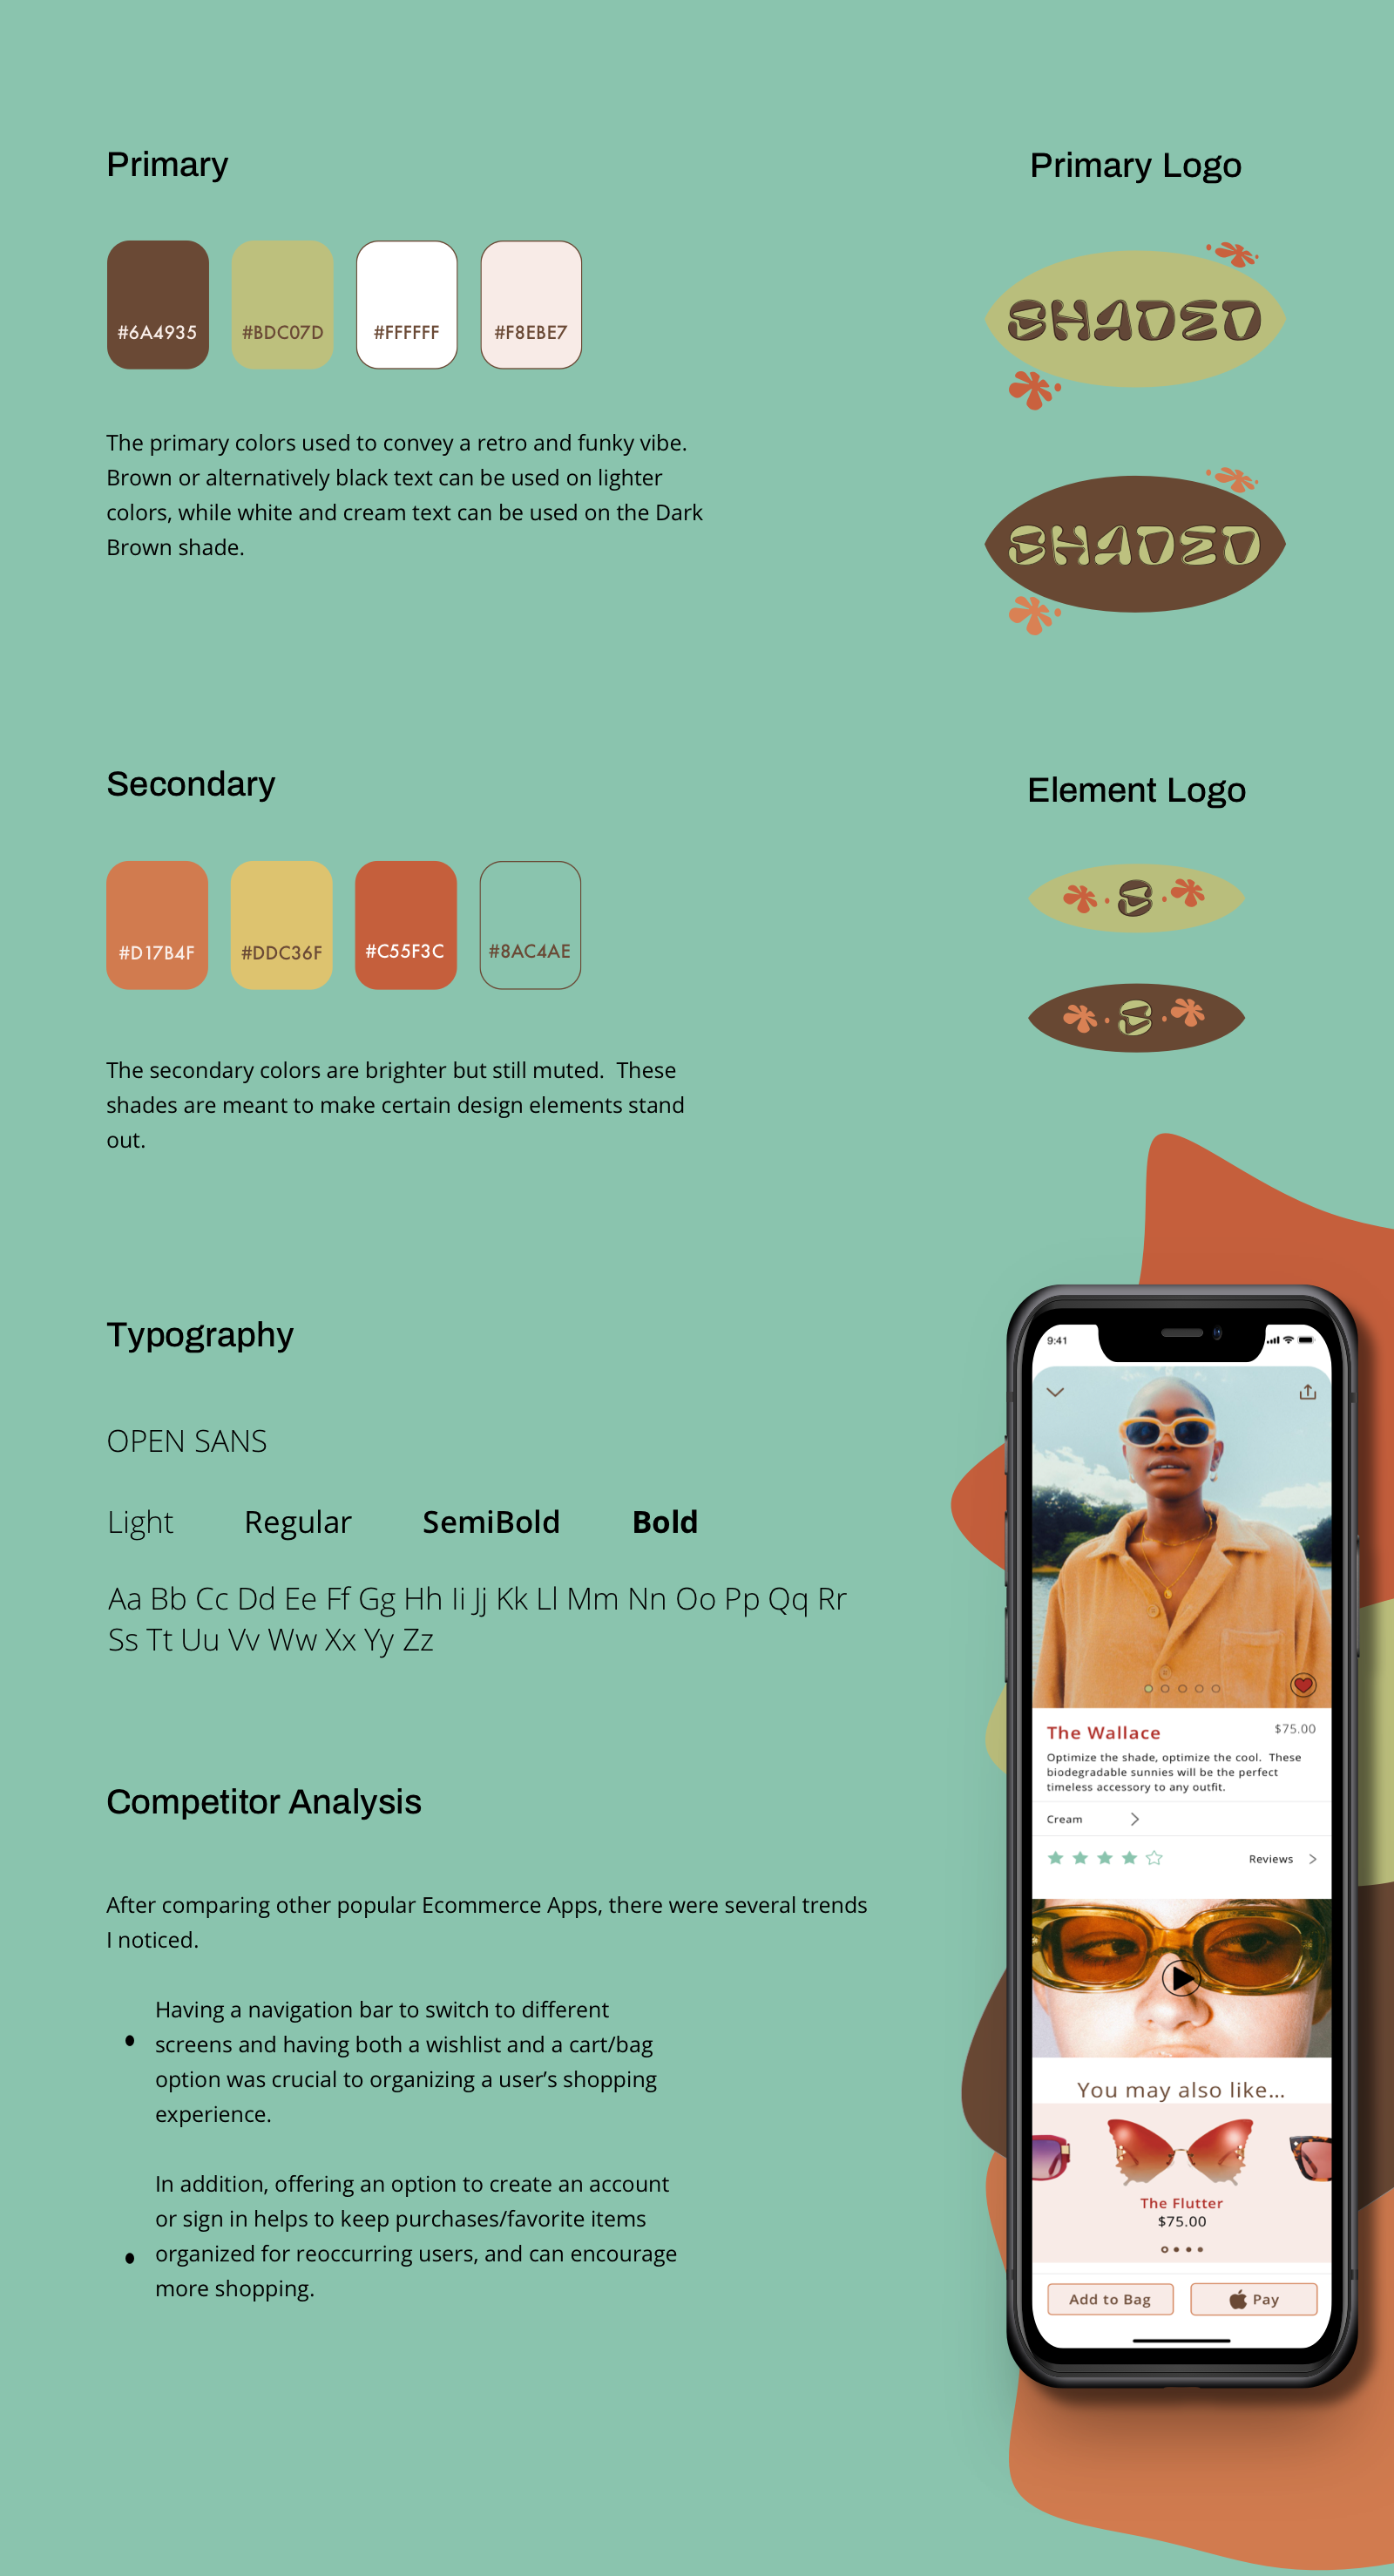 Primary
#6A4935
#BDC07D
#FFFFFF
#F8EBE7
The primary colors used to convey a retro and funky vibe.
Brown or alternatively black text can be used on lighter
colors, while white and cream text can be used on the Dark
Brown shade.
Primary Logo
SHADED
SHADED
Secondary
#D17B4F
#DDC36F
#C55F3C
#8AC4AE
The secondary colors are brighter but still muted.  These
shades are meant to make certain design elements stand
out.
Element Logo
S
S
Typography
OPEN SANS
Light Regular SemiBold Bold
Aa Bb Cc Dd Ee Ff Gg Hh Ii Jj Kk Ll Mm Nn Oo Pp Qq Rr
Ss Tt Uu Vv Ww Xx Yy Zz
Competitor Analysis
After comparing other popular Ecommerce Apps, there were several trends
I noticed.
Having a navigation bar to switch to different
• screens and having both a wishlist and a cart/bag
option was crucial to organizing a user’s shopping
experience.
In addition, offering an option to create an account
or sign in helps to keep purchases/favorite items
• organized for reoccurring users, and can encourage
more shopping.
9:41
The Wallace
$75.00
Optimize the shade, optimize the cool.  These
biodegradable sunnies will be the perfect
timeless accessory to any outfit.
Cream
Reviews
You may also like...
The Flutter
$75.00
Add to Bag
Pay